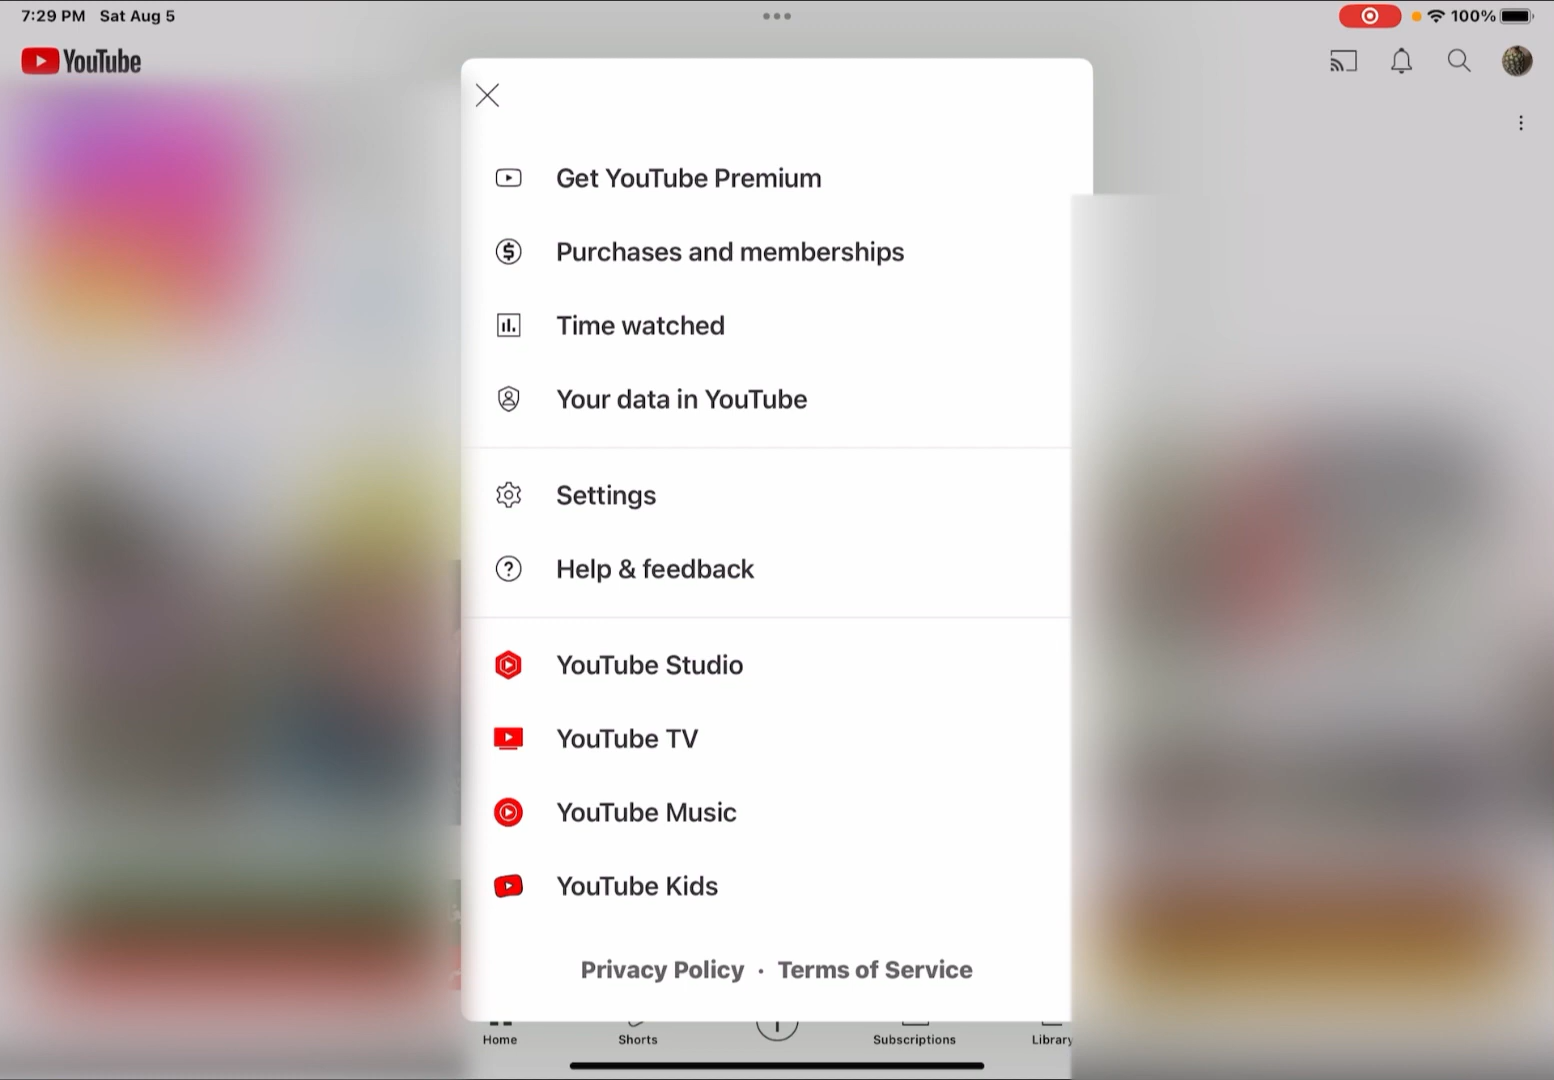 7:29 PM Sat Aug 5
100%
YouTube
Get YouTube Premium
Purchases and memberships
Time watched
Your data in YouTube
Settings
Help & feedback
YouTube Studio
YouTube TV
YouTube Music
YouTube Kids
Privacy Policy · Terms of Service
Home Shorts Subscriptions Library